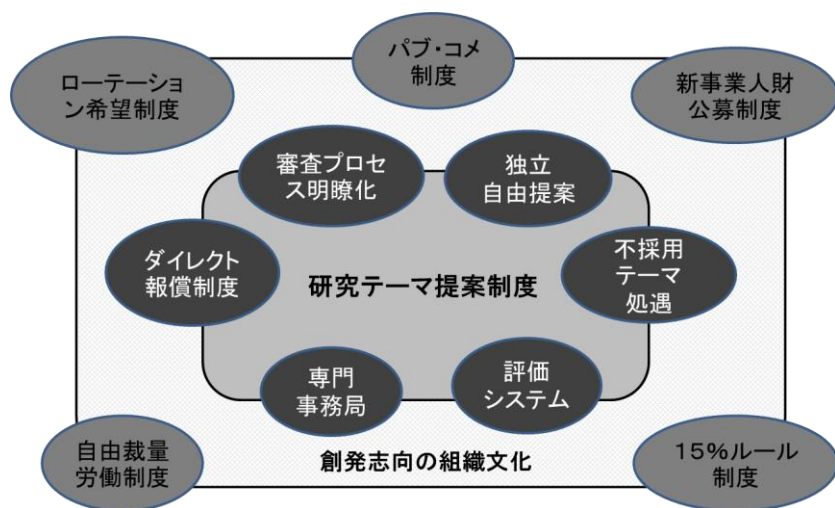 パブ・コメ
制度
ローテーショ
ン希望制度
新事業人財
公募制度
審査プロセ
ス明瞭化
独立
自由提案
ダイレクト
報償制度
研究テーマ提案制度
不採用
テーマ
処遇
専門
事務局
評価
システム
自由裁量
労働制度
創発志向の組織文化
15%ルール
制度